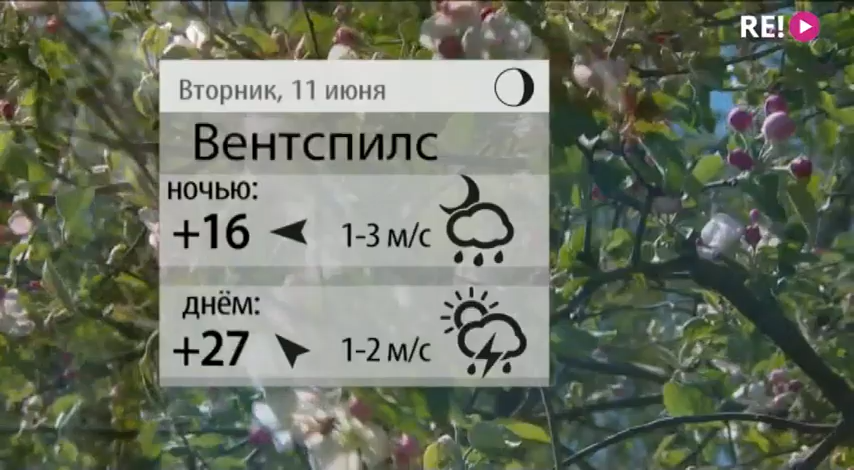 RE!
Вторник, 11 июня
Вентспилс
ночью:
+16 1-3 м/с
днём:
+27 1-2 м/с